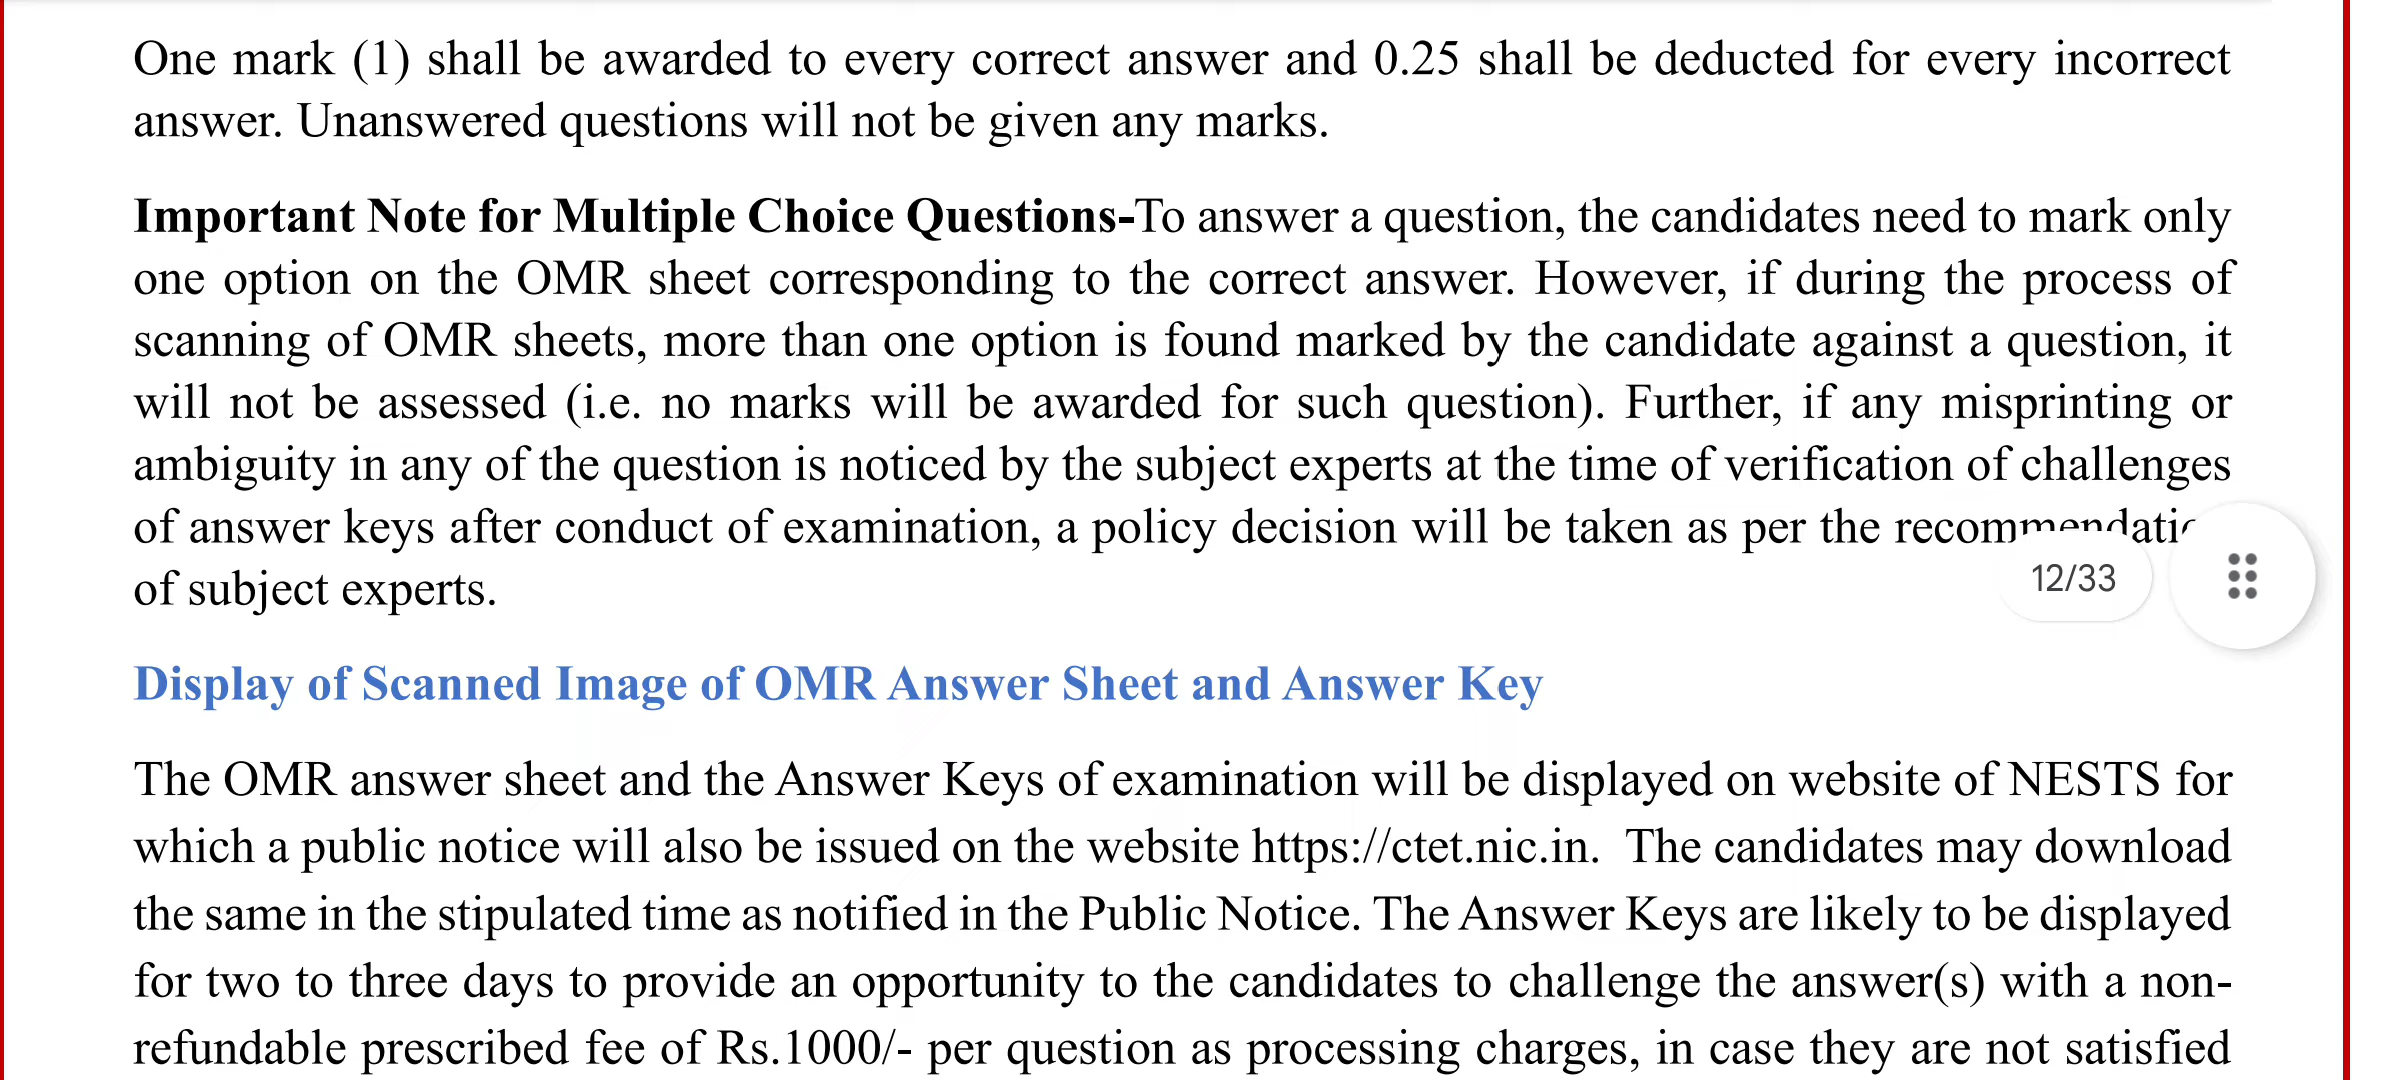 One mark (1) shall be awarded to every correct answer and 0.25 shall be deducted for every incorrect
answer. Unanswered questions will not be given any marks.
Important Note for Multiple Choice Questions-To answer a question, the candidates need to mark only
one option on the OMR sheet corresponding to the correct answer. However, if during the process of
scanning of OMR sheets, more than one option is found marked by the candidate against a question, it
will not be assessed (i.e. no marks will be awarded for such question). Further, if any misprinting or
ambiguity in any of the question is noticed by the subject experts at the time of verification of challenges
of answer keys after conduct of examination, a policy decision will be taken as per the
of subject experts.
12/33
Display of Scanned Image of OMR Answer Sheet and Answer Key
The OMR answer sheet and the Answer Keys of examination will be displayed on website of NESTS for
which a public notice will also be issued on the website https://ctet.nic.in. The candidates may download
the same in the stipulated time as notified in the Public Notice. The Answer Keys are likely to be displayed
for two to three days to provide an opportunity to the candidates to challenge the answer(s) with a non-
refundable prescribed fee of Rs.1000/- per question as processing charges, in case they are not satisfied